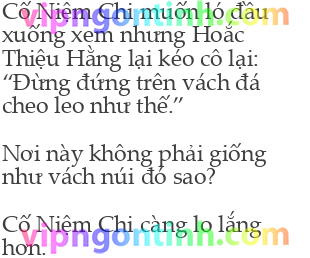 Cố Niệm Chi muốn ló đầu
xuống xem nhưng Hoắc
Thiệu Hằng lại kéo cô lại:
“Đừng đứng trên vách đá
cheo leo như thế.”
Nơi này không phải giống
như vách núi đó sao?
Cố Niệm Chi càng lo lắng
hơn.
vipngontinh.com
vipngontinh.com